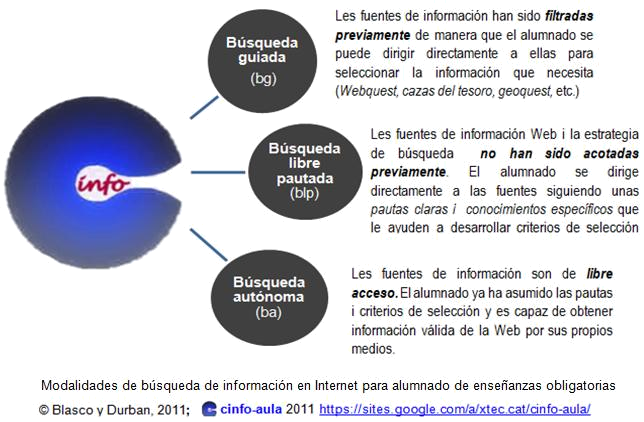 Búsqueda
guiada
(bg)
Les fuentes de información han sido filtradas
previamente de manera que el alumnado se
puede dirigir directamente a ellas para
seleccionar la información que necesita
(Webquest, cazas del tesoro, geoquest, etc.)
info
Búsqueda
libre
pautada
(blp)
Les fuentes de información Web i la estrategia
de búsqueda no han sido acotadas
previamente. El alumnado se dirige
directamente a las fuentes siguiendo unas
pautas claras i conocimientos específicos que
le ayuden a desarrollar criterios de selección
Búsqueda
autónoma
(ba)
Les fuentes de información son de libre
acceso. El alumnado ya ha asumido las pautas
i criterios de selección y es capaz de obtener
información válida de la Web por sus propios
medios.
Modalidades de búsqueda de información en Internet para alumnado de enseñanzas obligatorias
© Blasco y Durban, 2011; cinfo-aula 2011 https://sites.google.com/a/xtec.cat/cinfo-aula/